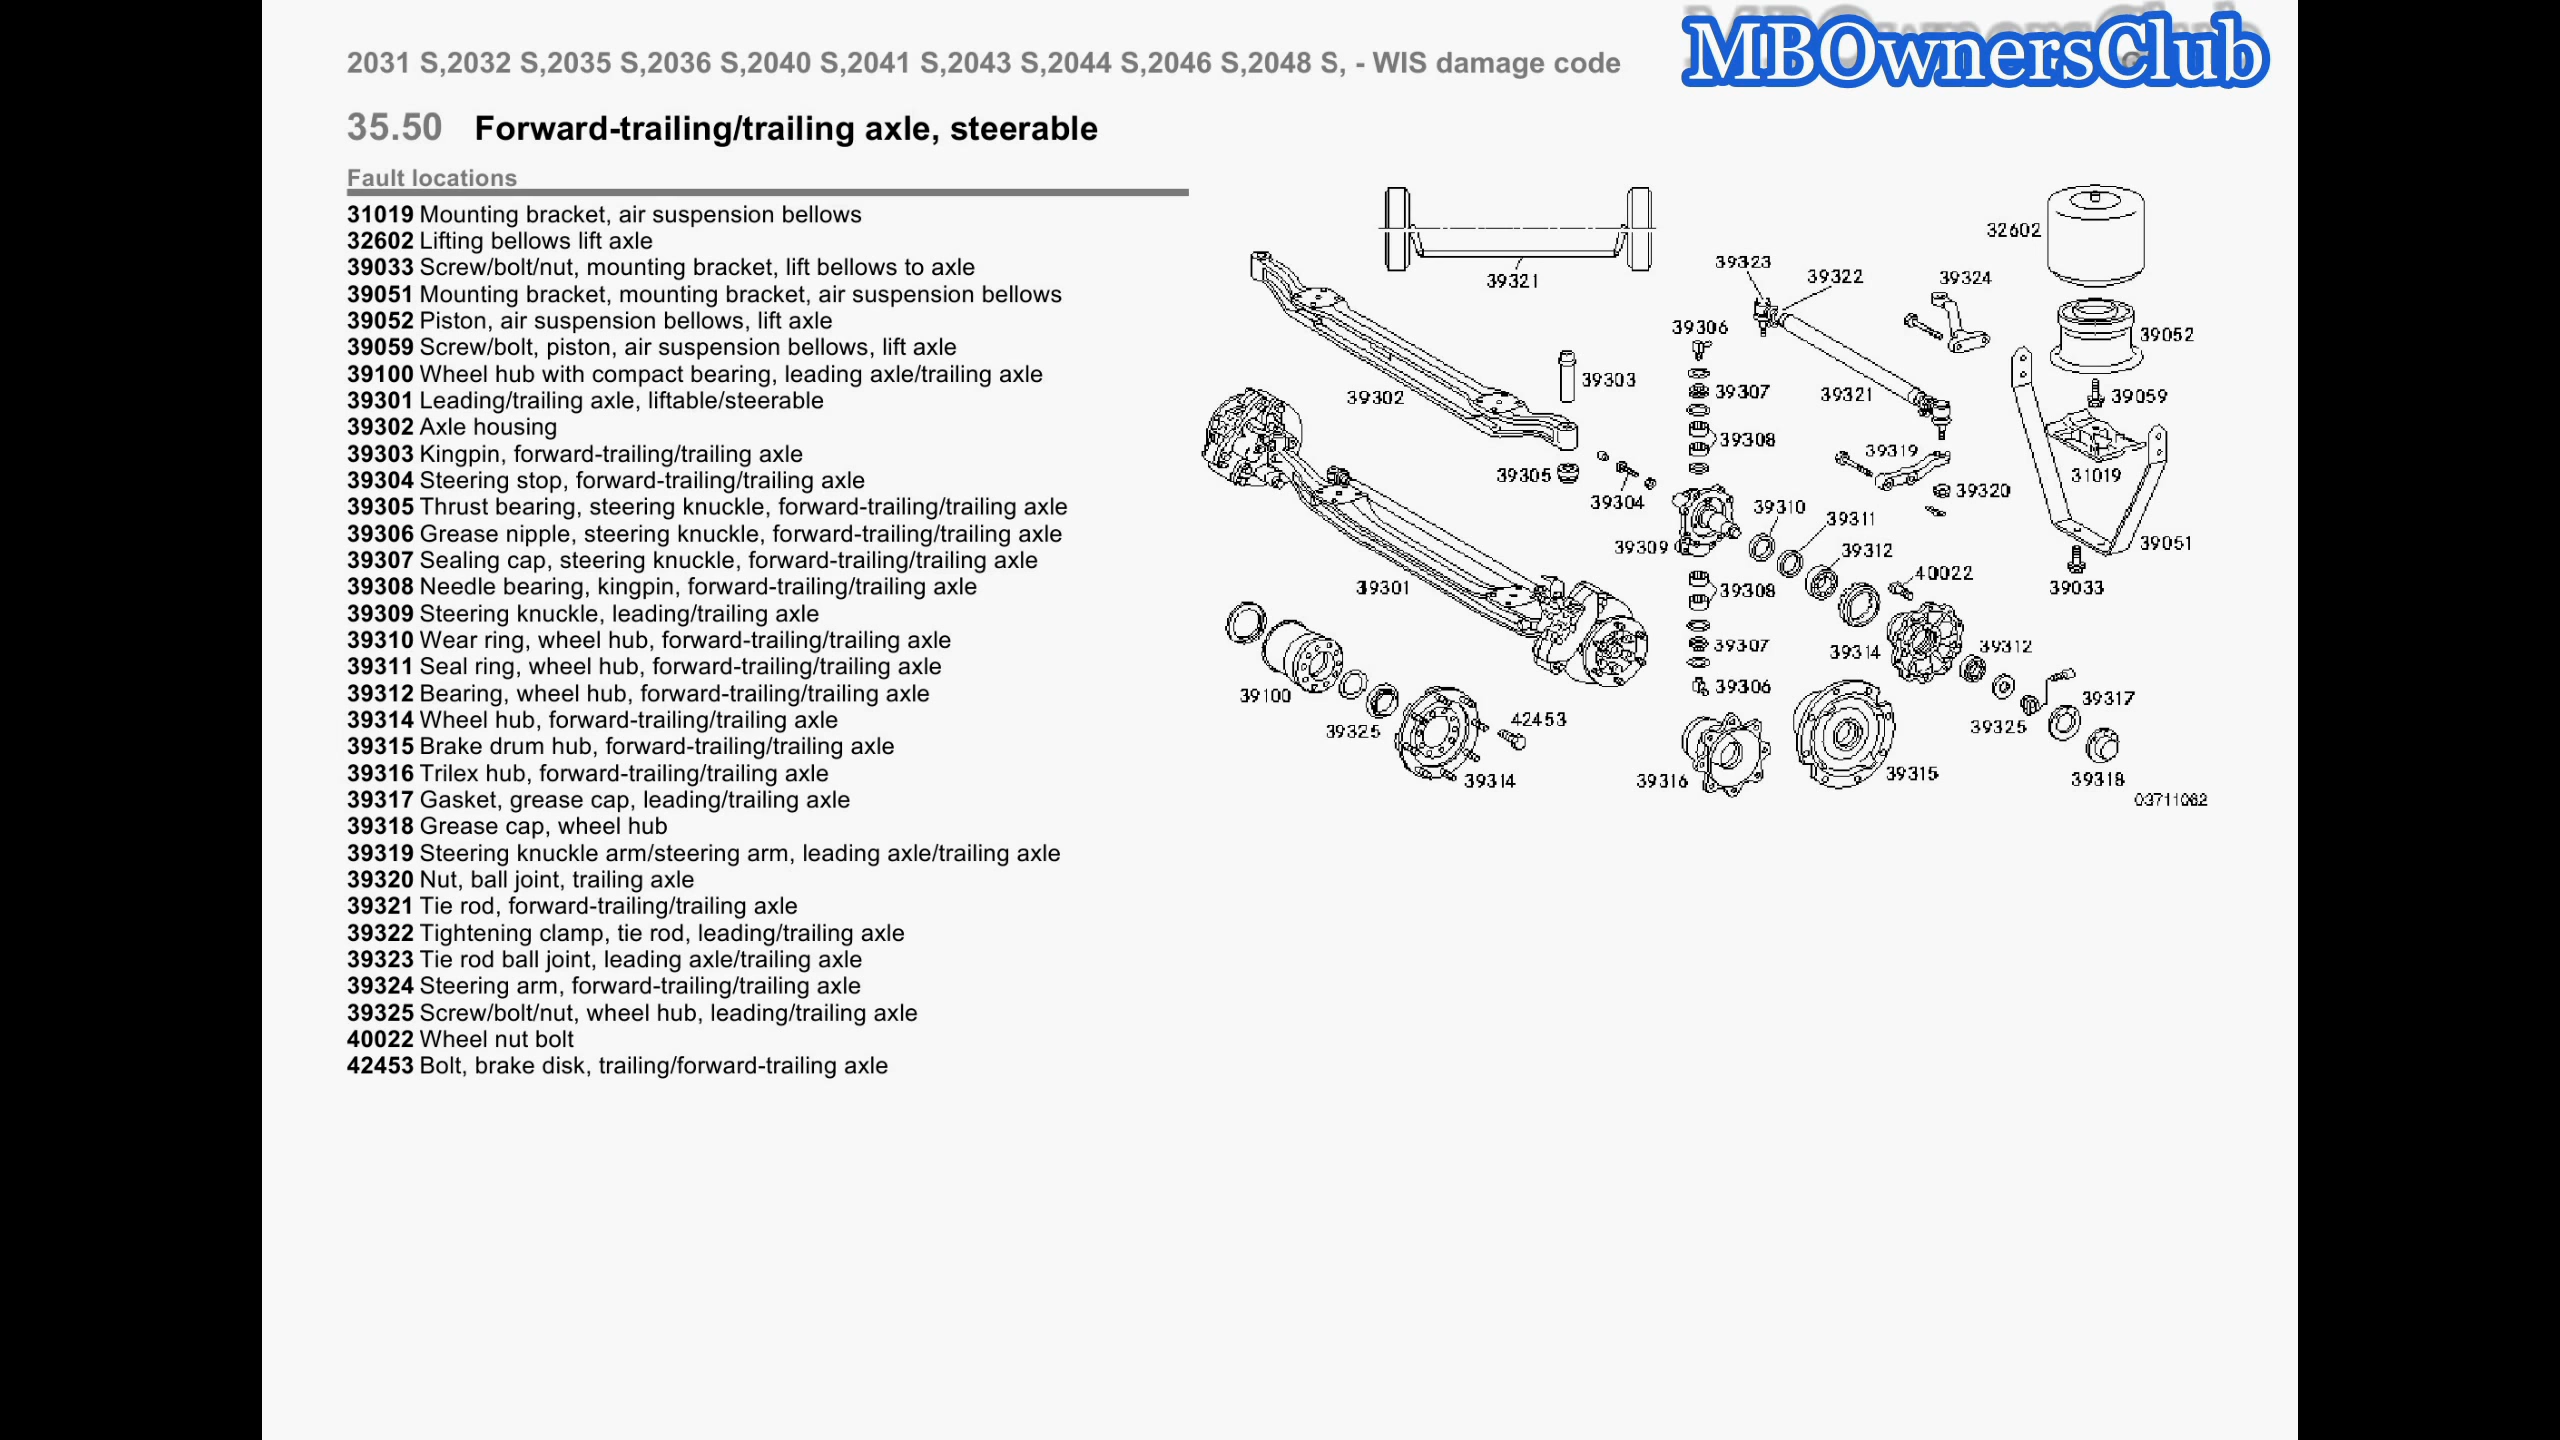 MBOwnersClub
2031 S,2032 S,2035 S,2036 S,2040 S,2041 S,2043 S,2044 S,2046 S,2048 S, - WIS damage code
35.50 Forward-trailing/trailing axle, steerable
Fault locations
31019 Mounting bracket, air suspension bellows
32602 Lifting bellows lift axle
39033 Screw/bolt/nut, mounting bracket, lift bellows to axle
39051 Mounting bracket, mounting bracket, air suspension bellows
39052 Piston, air suspension bellows, lift axle
39059 Screw/bolt, piston, air suspension bellows, lift axle
39100 Wheel hub with compact bearing, leading axle/trailing axle
39301 Leading/trailing axle, liftable/steerable
39302 Axle housing
39303 Kingpin, forward-trailing/trailing axle
39304 Steering stop, forward-trailing/trailing axle
39305 Thrust bearing, steering knuckle, forward-trailing/trailing axle
39306 Grease nipple, steering knuckle, forward-trailing/trailing axle
39307 Sealing cap, steering knuckle, forward-trailing/trailing axle
39308 Needle bearing, kingpin, forward-trailing/trailing axle
39309 Steering knuckle, leading/trailing axle
39310 Wear ring, wheel hub, forward-trailing/trailing axle
39311 Seal ring, wheel hub, forward-trailing/trailing axle
39312 Bearing, wheel hub, forward-trailing/trailing axle
39314 Wheel hub, forward-trailing/trailing axle
39315 Brake drum hub, forward-trailing/trailing axle
39316 Trilex hub, forward-trailing/trailing axle
39317 Gasket, grease cap, leading/trailing axle
39318 Grease cap, wheel hub
39319 Steering knuckle arm/steering arm, leading axle/trailing axle
39320 Nut, ball joint, trailing axle
39321 Tie rod, forward-trailing/trailing axle
39322 Tightening clamp, tie rod, leading/trailing axle
39323 Tie rod ball joint, leading axle/trailing axle
39324 Steering arm, forward-trailing/trailing axle
39325 Screw/bolt/nut, wheel hub, leading/trailing axle
40022 Wheel nut bolt
42453 Bolt, brake disk, trailing/forward-trailing axle
32602
39323
39322
39324
39321
39306
39052
39303
39307
39321
39059
39302
39308
39319
39305
39304
31019
39320
39310
39311
39309
39312
39051
40022
39301
39308
39033
39307
39314
39312
39306
39100
39317
42453
39325
39325
39314
39316
39315
39318
03711062